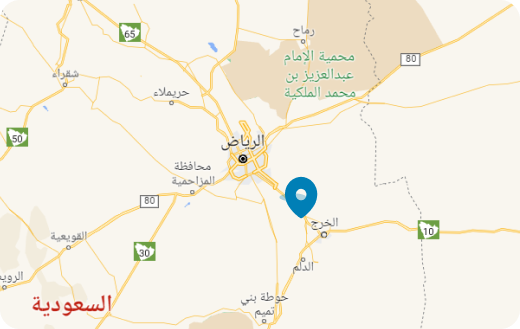 رماح
65
محمية الإمام
عبدالعزيز بن
محمد الملكية
80
شقراء
حريملاء
50
الرياض
محافظة
المزاحمية
80
الخرج
10
القويعية
30
الدلم
حوطة بني
تميم
السعودية